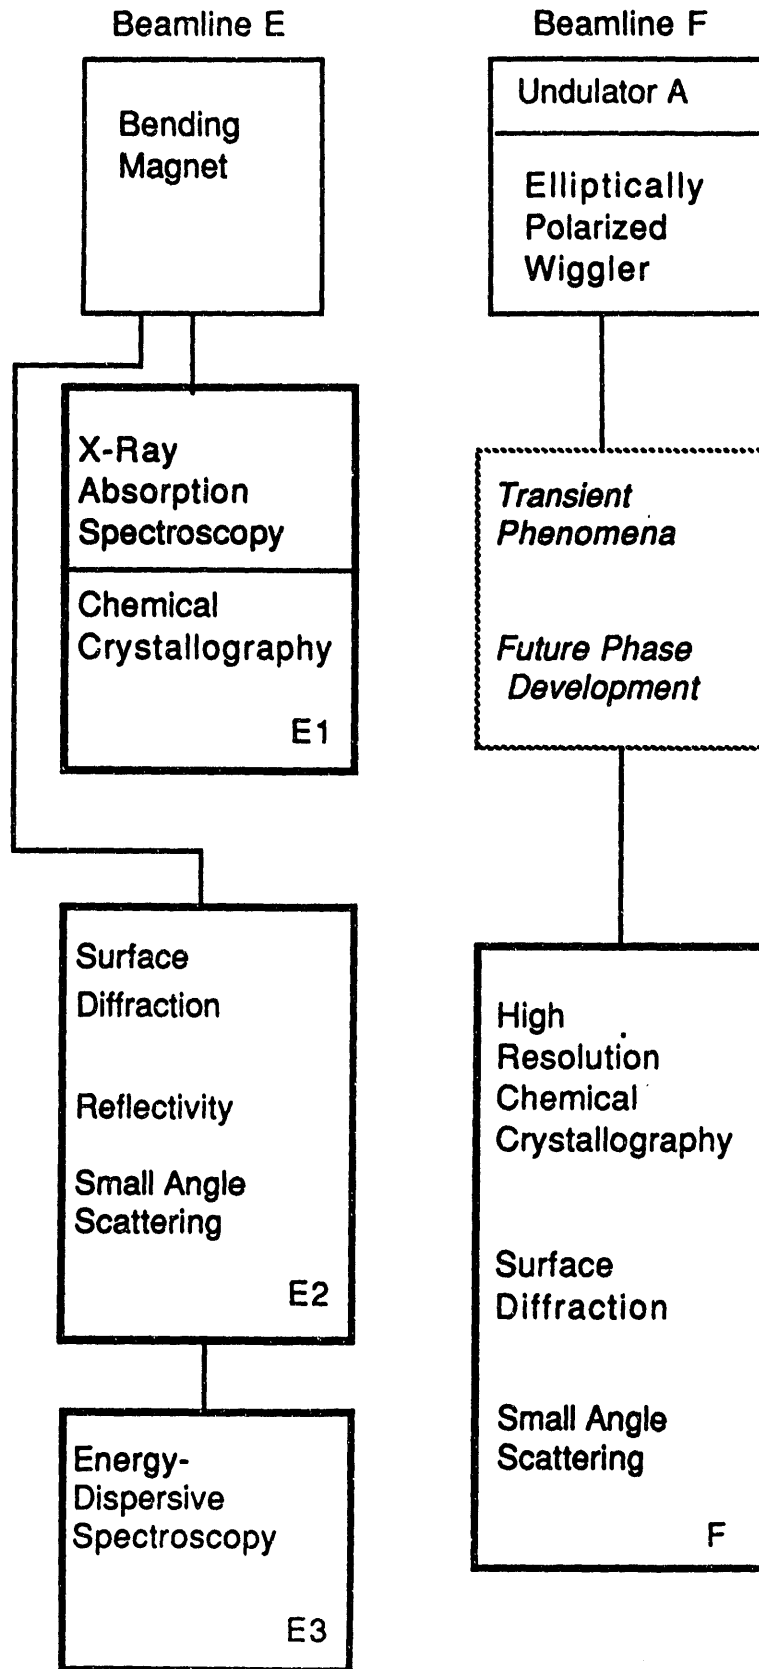 Beamline E
Bending
Magnet
X-Ray
Absorption
Spectroscopy
Chemical
Crystallography
E1
Surface
Diffraction
Reflectivity
Small Angle
Scattering
E2
Energy-
Dispersive
Spectroscopy
E3
Beamline F
Undulator A
Elliptically
Polarized
Wiggler
Transient
Phenomena
Future Phase
Development
High
Resolution
Chemical
Crystallography
Surface
Diffraction
Small Angle
Scattering
F